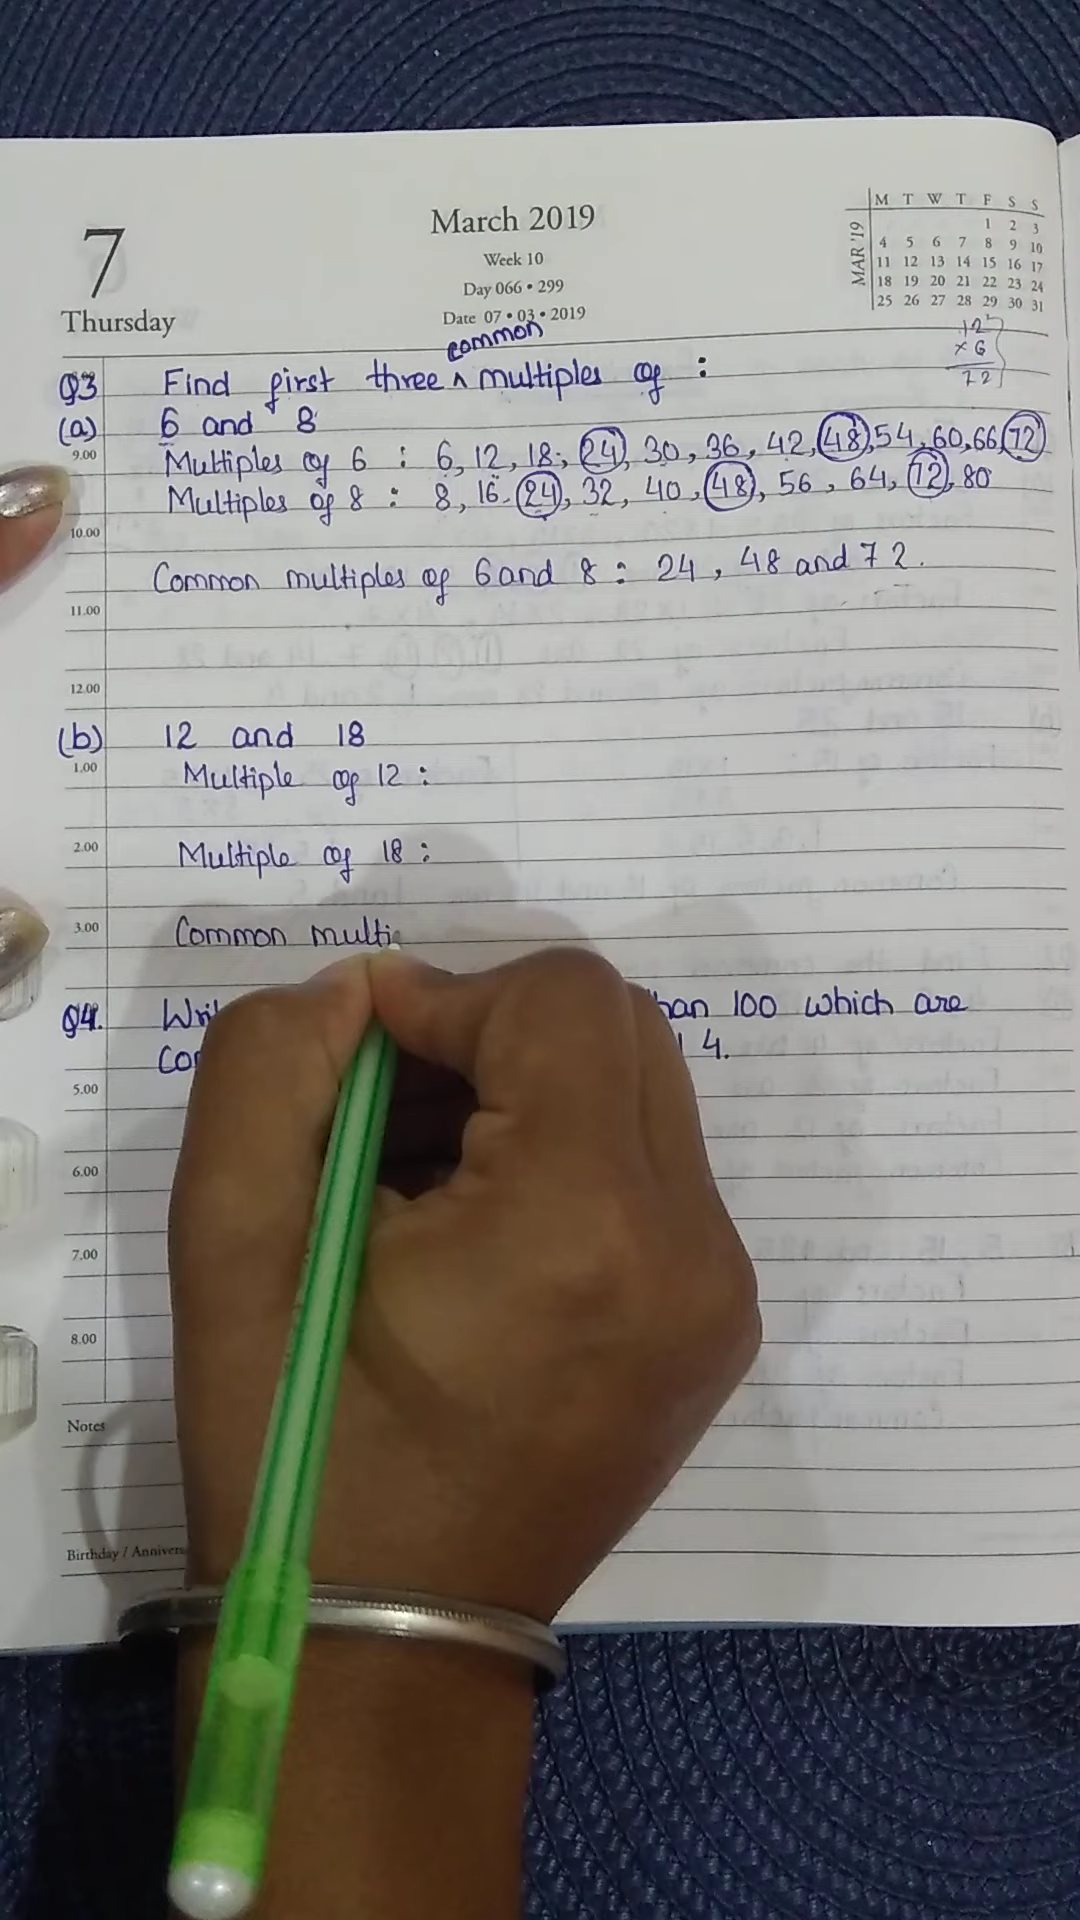 7
Thursday
March 2019
Week 10
Day 066 • 299
Date 07 • 03 • 2019
MAR '19
M T W T F S S
1 2 3
4 5 6 7 8 9 10
11 12 13 14 15 16 17
18 19 20 21 22 23 24
25 26 27 28 29 30 31
12
× 6
72
common
Q3 Find first three ^ multiples of :
(a) 6 and 8
9.00
Multiples of 6 : 6, 12, 18, 24, 30, 36, 42, 48, 54, 60, 66, 72
Multiples of 8 : 8, 16, 24, 32, 40, 48, 56, 64, 72, 80
10.00
Common multiples of 6 and 8 : 24, 48 and 72.
11.00
12.00
(b) 12 and 18
1.00
Multiple of 12 :
2.00
Multiple of 18 :
3.00
Common multi
Q4. 100 which are
4.
5.00
6.00
7.00
8.00
Notes
Birthday /